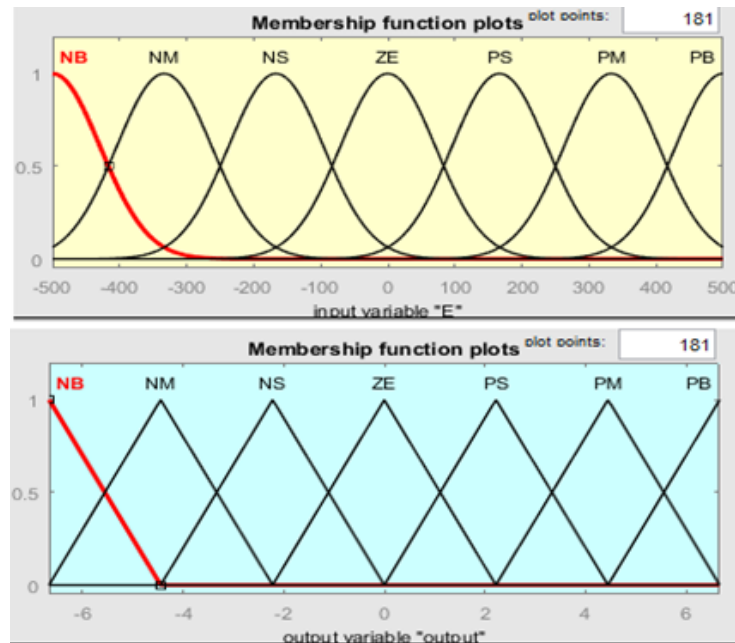 Membership function plots plot points: 181
NB NM NS ZE PS PM PB
1
0.5
0
-500 -400 -300 -200 -100 0 100 200 300 400 500
input variable "E"
Membership function plots plot points: 181
NB NM NS ZE PS PM PB
1
0.5
0
-6 -4 -2 0 2 4 6
output variable "output"